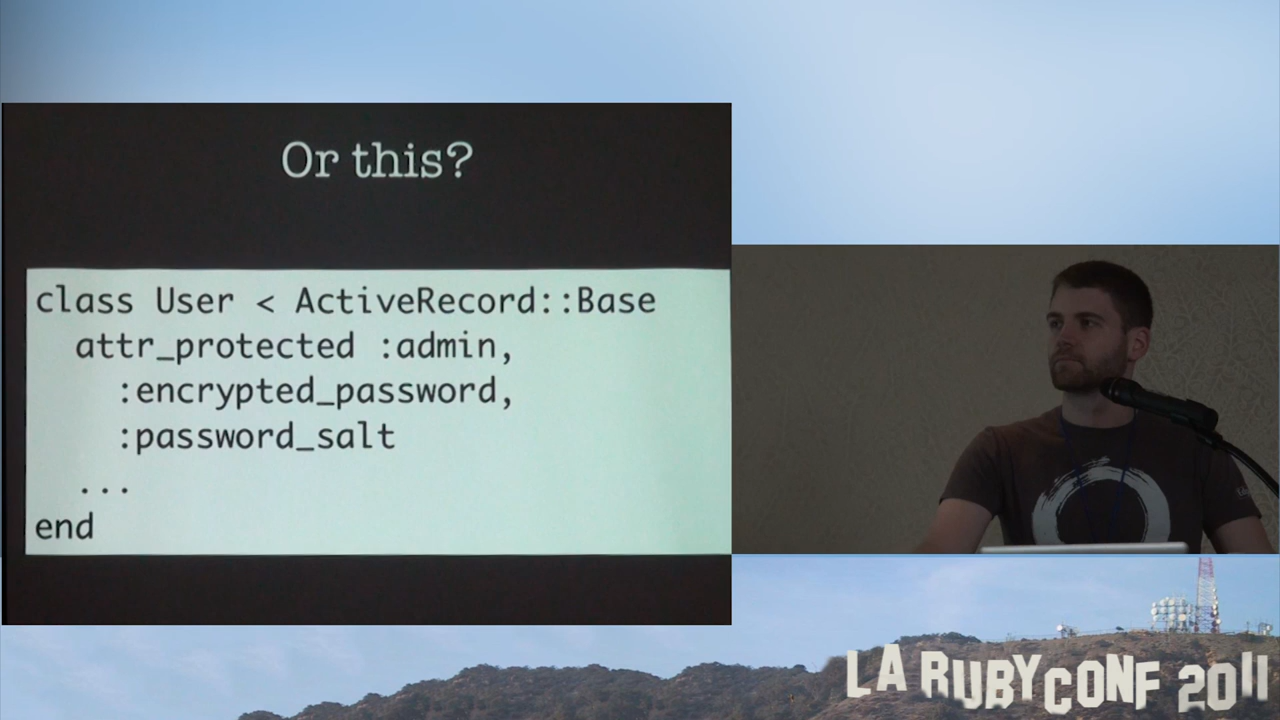 Or this?
class User < ActiveRecord::Base
attr_protected :admin,
:encrypted_password,
:password_salt
...
end
LA RUBYCONF 2011